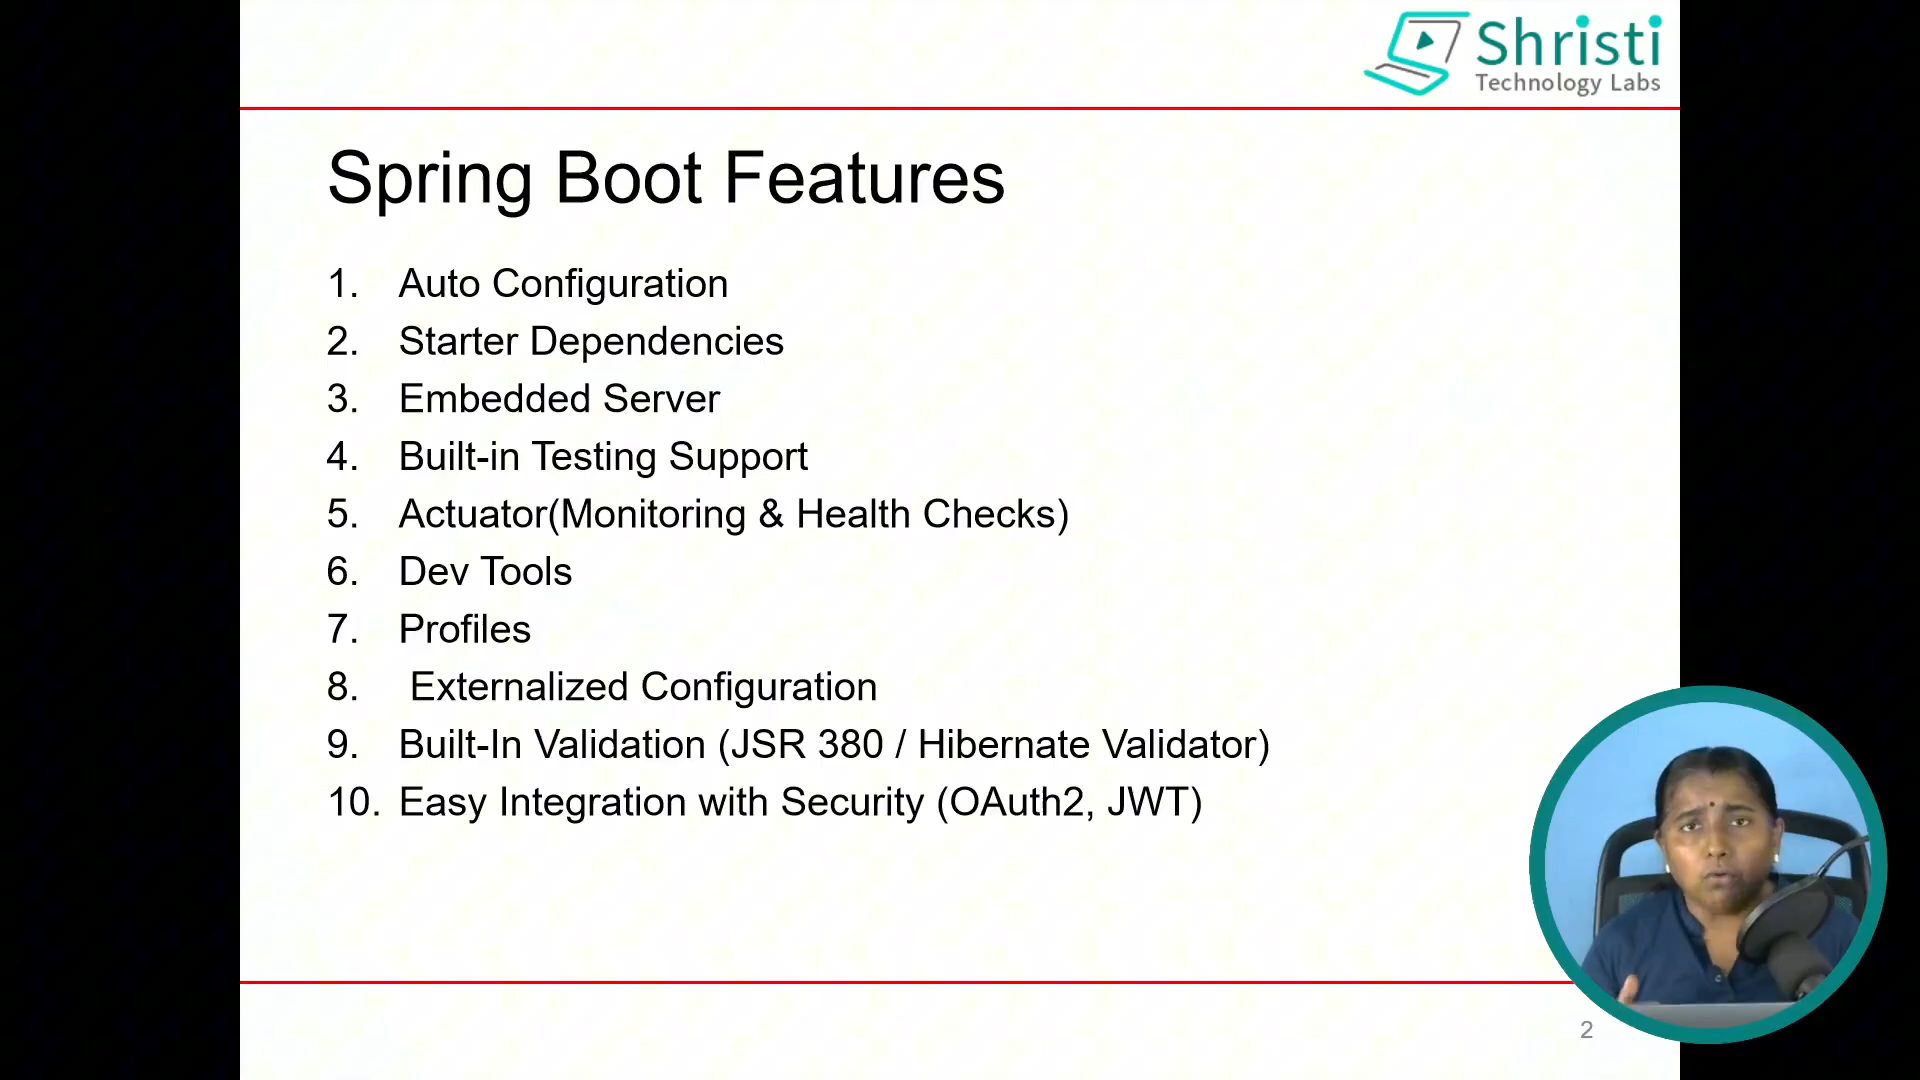 Shristi
Technology Labs
Spring Boot Features
1. Auto Configuration
2. Starter Dependencies
3. Embedded Server
4. Built-in Testing Support
5. Actuator(Monitoring & Health Checks)
6. Dev Tools
7. Profiles
8. Externalized Configuration
9. Built-In Validation (JSR 380 / Hibernate Validator)
10. Easy Integration with Security (OAuth2, JWT)
2